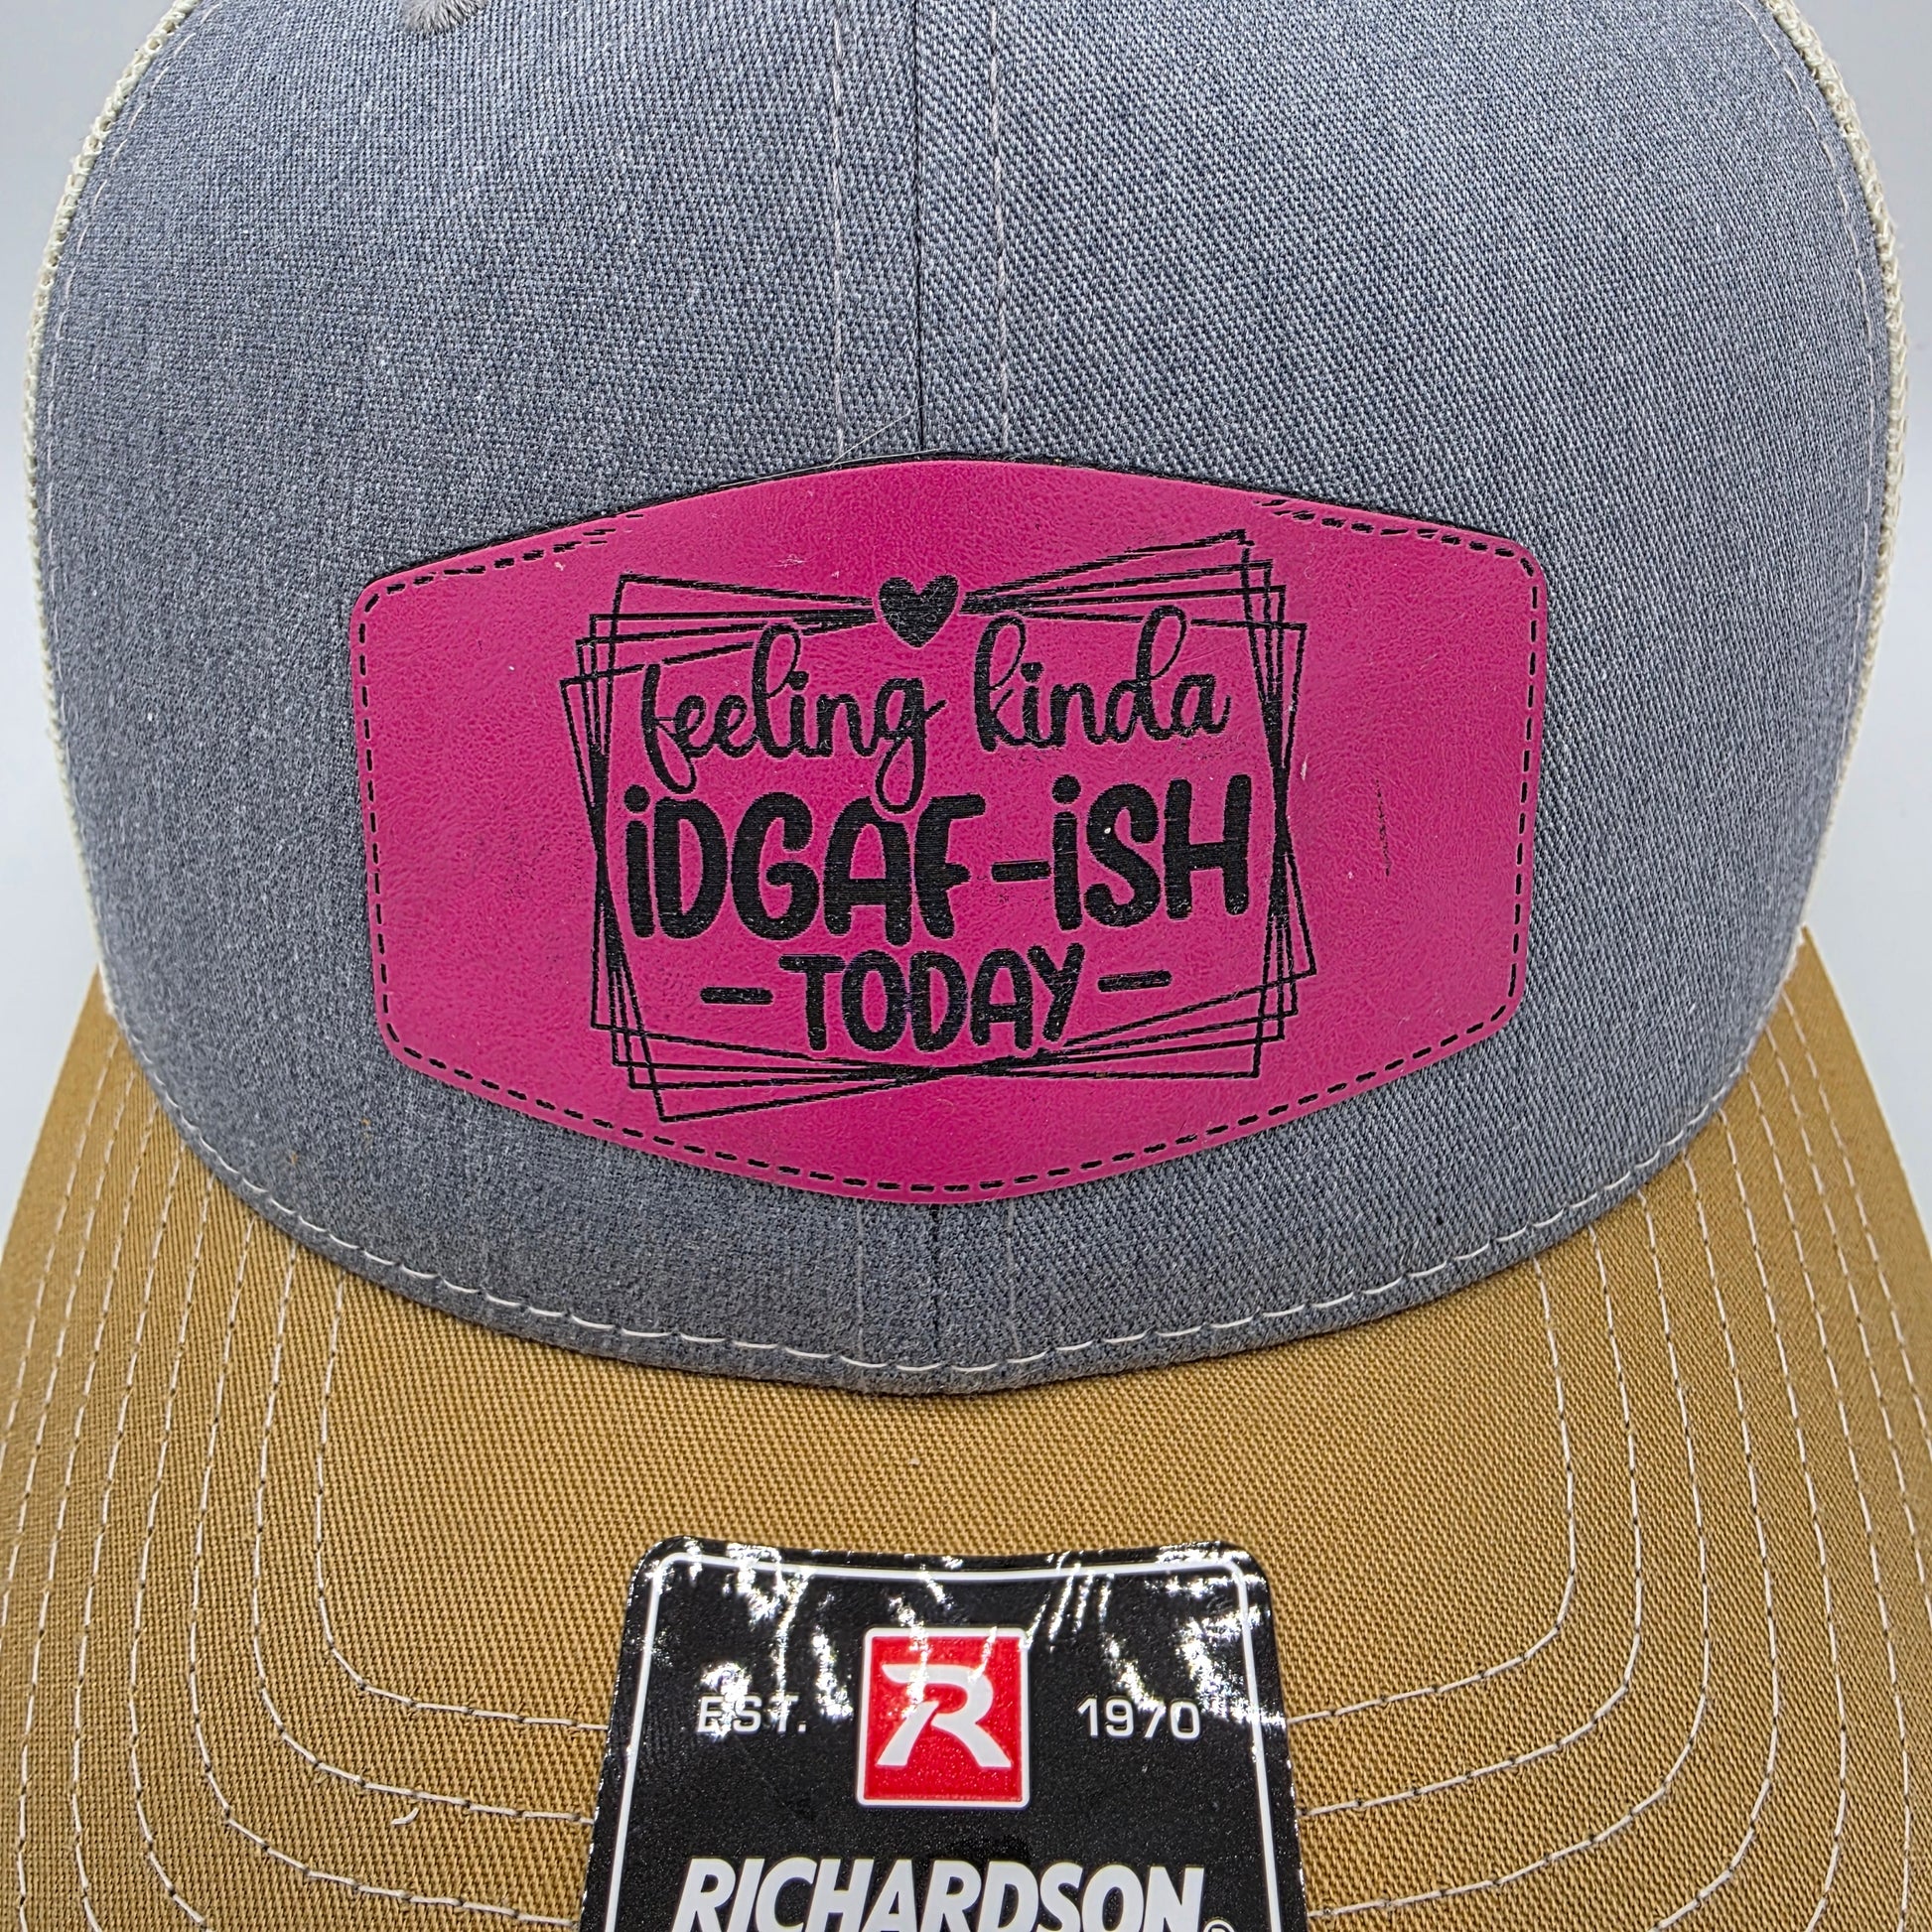 feeling kinda
iDGAF-iSH
-TODAY-
EST. R 1970
RICHARDSON®